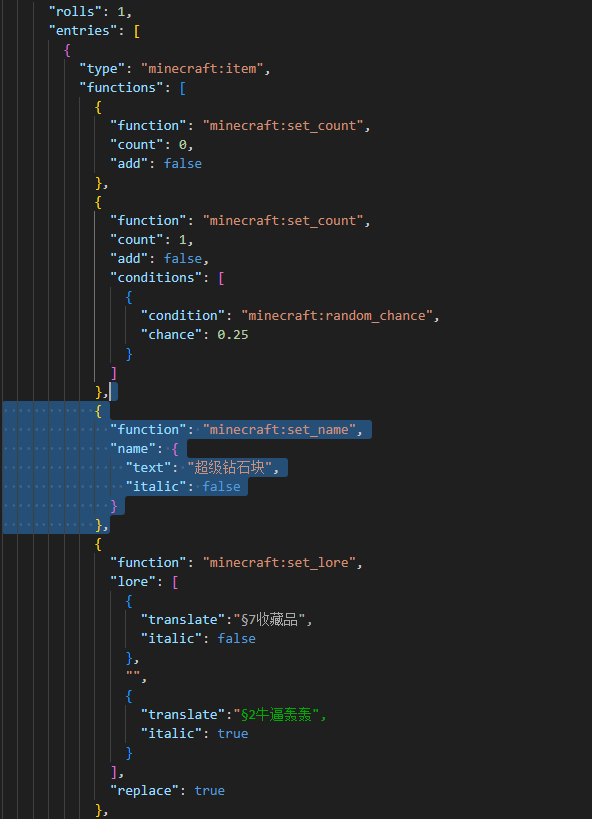 "rolls": 1,
"entries": [
{
"type": "minecraft:item",
"functions": [
{
"function": "minecraft:set_count",
"count": 0,
"add": false
},
{
"function": "minecraft:set_count",
"count": 1,
"add": false,
"conditions": [
{
"condition": "minecraft:random_chance",
"chance": 0.25
}
]
},
{
"function": "minecraft:set_name",
"name": {
"text": "超级钻石块",
"italic": false
}
},
{
"function": "minecraft:set_lore",
"lore": [
{
"translate":"§7收藏品",
"italic": false
},
"",
{
"translate":"§2牛逼轰轰",
"italic": true
}
],
"replace": true
},